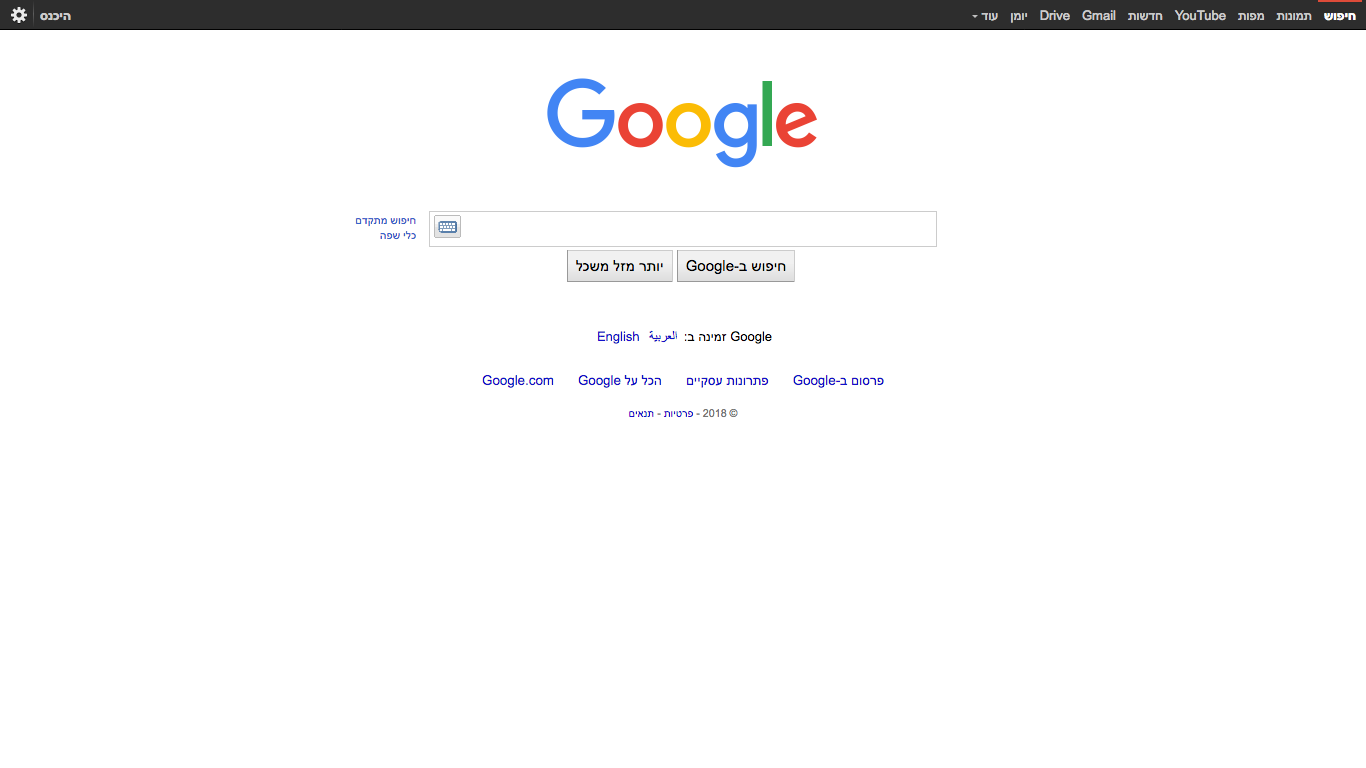 חיפוש תמונות מפות YouTube חדשות Gmail Drive יומן עוד
היכנס
Google
חיפוש מתקדם
כלי שפה
חיפוש ב-Google יותר מזל משכל
Google זמינה ב: العربية English
פרסום ב-Google פתרונות עסקיים הכל על Google Google.com
© 2018 - פרטיות - תנאים